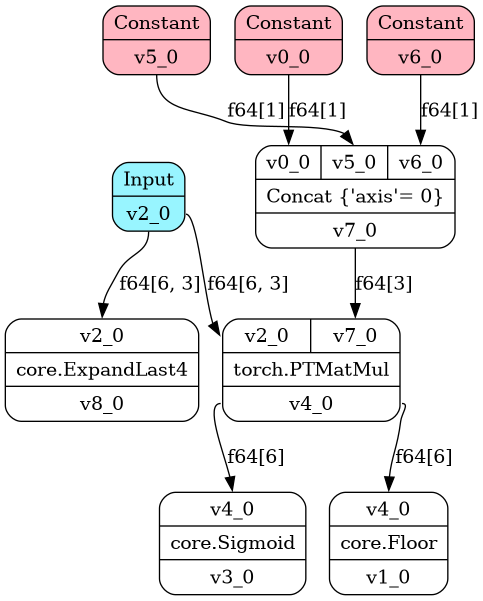 Constant
v5_0
Constant
v0_0
Constant
v6_0
f64[1]
f64[1]
f64[1]
Input
v2_0
v0_0
v5_0
v6_0
Concat {'axis'= 0}
v7_0
f64[6, 3]
f64[6, 3]
f64[3]
v2_0
core.ExpandLast4
v8_0
v2_0
v7_0
torch.PTMatMul
v4_0
f64[6]
f64[6]
v4_0
core.Sigmoid
v3_0
v4_0
core.Floor
v1_0